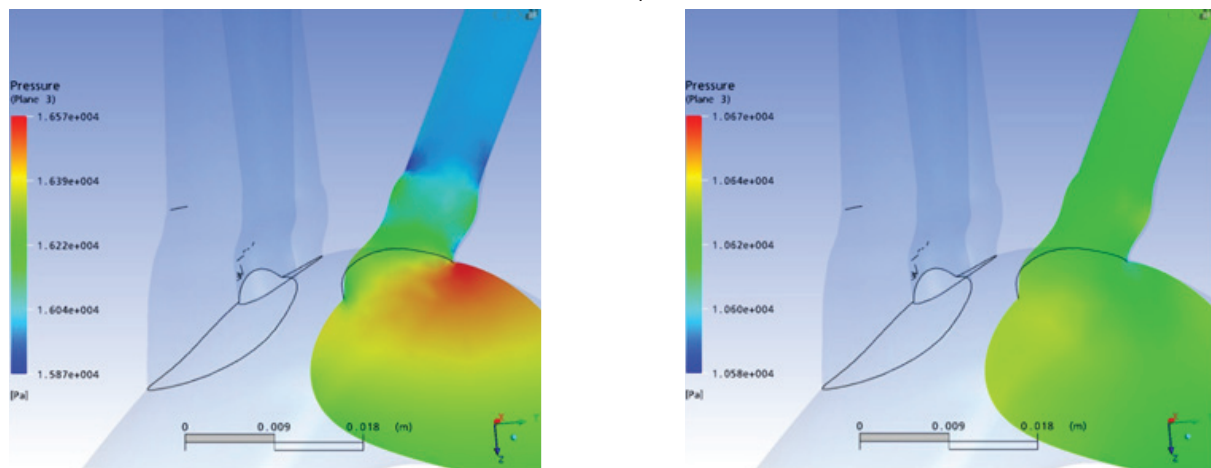 Pressure
(Plane 3)
1.657e+004
1.639e+004
1.622e+004
1.604e+004
1.587e+004
[Pa]
0 0.009 0.018 (m)
X Y
Z
Pressure
(Plane 3)
1.067e+004
1.064e+004
1.062e+004
1.060e+004
1.058e+004
[Pa]
0 0.009 0.018 (m)
X Y
Z